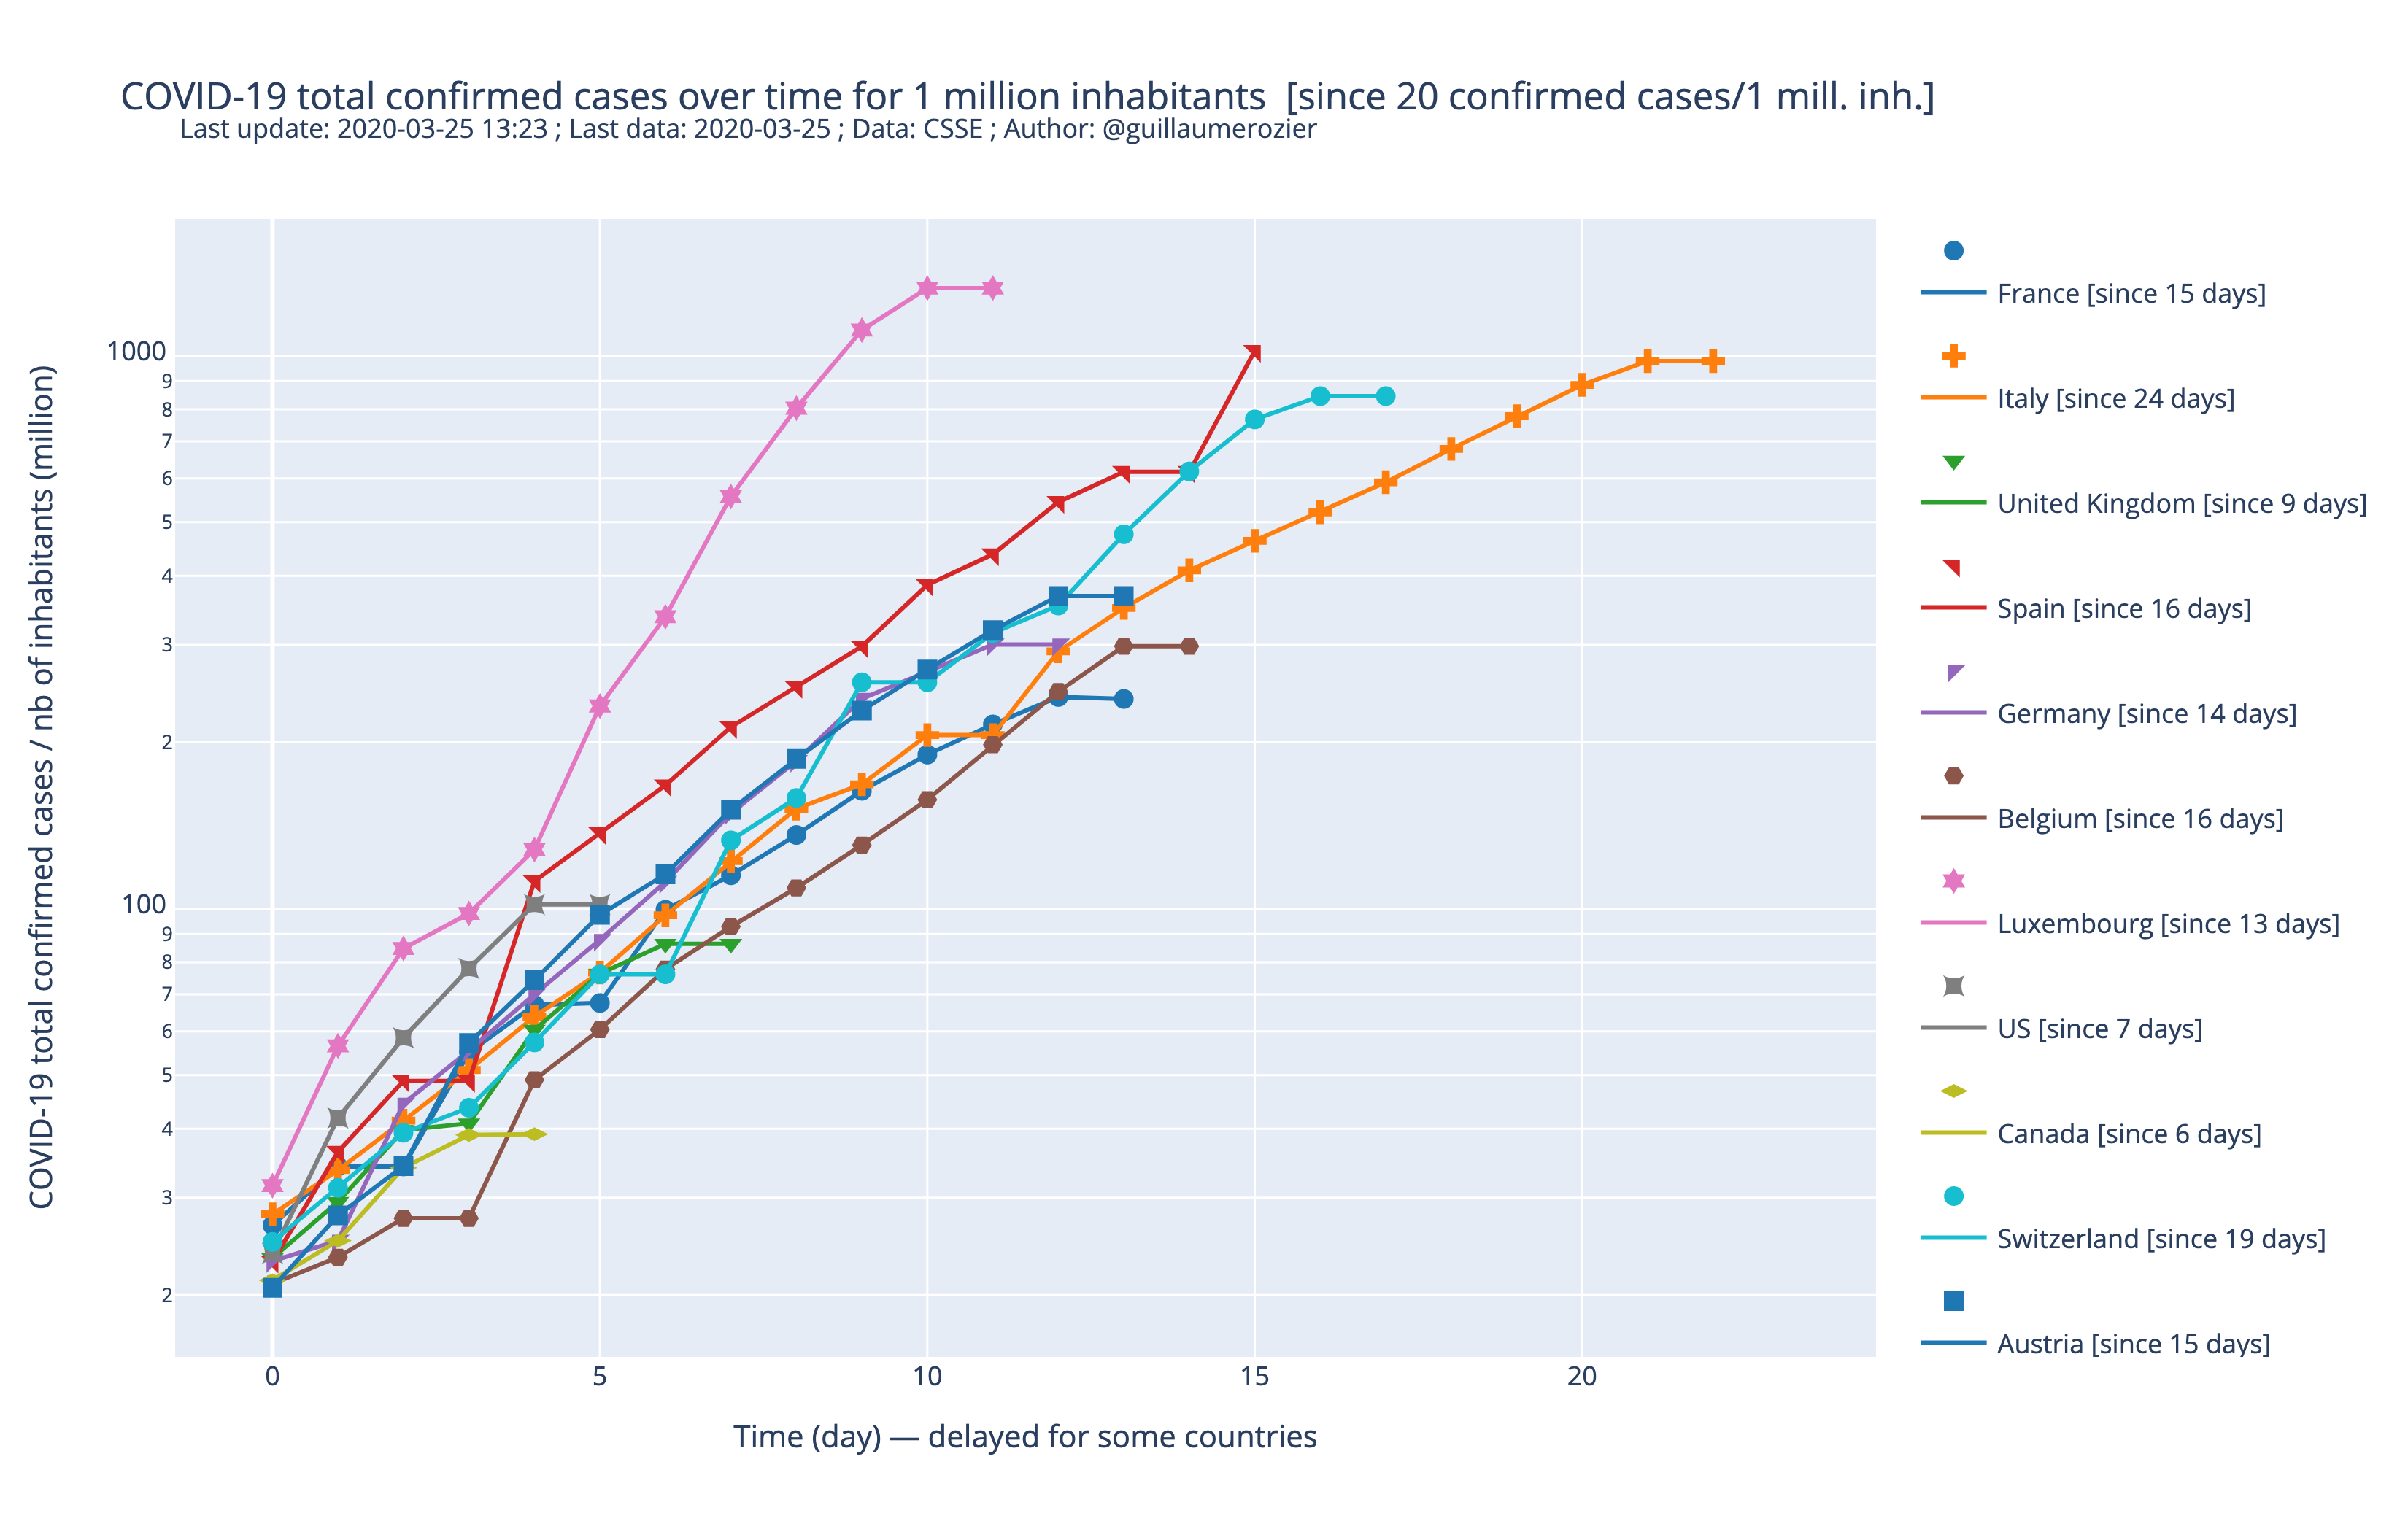 COVID-19 total confirmed cases over time for 1 million inhabitants [since 20 confirmed cases/1 mill. inh.]
Last update: 2020-03-25 13:23 ; Last data: 2020-03-25 ; Data: CSSE ; Author: @guillaumerozier
COVID-19 total confirmed cases / nb of inhabitants (million)
1000
9
8
7
6
5
4
3
2
100
9
8
7
6
5
4
3
2
0 5 10 15 20
Time (day) — delayed for some countries
France [since 15 days]
Italy [since 24 days]
United Kingdom [since 9 days]
Spain [since 16 days]
Germany [since 14 days]
Belgium [since 16 days]
Luxembourg [since 13 days]
US [since 7 days]
Canada [since 6 days]
Switzerland [since 19 days]
Austria [since 15 days]